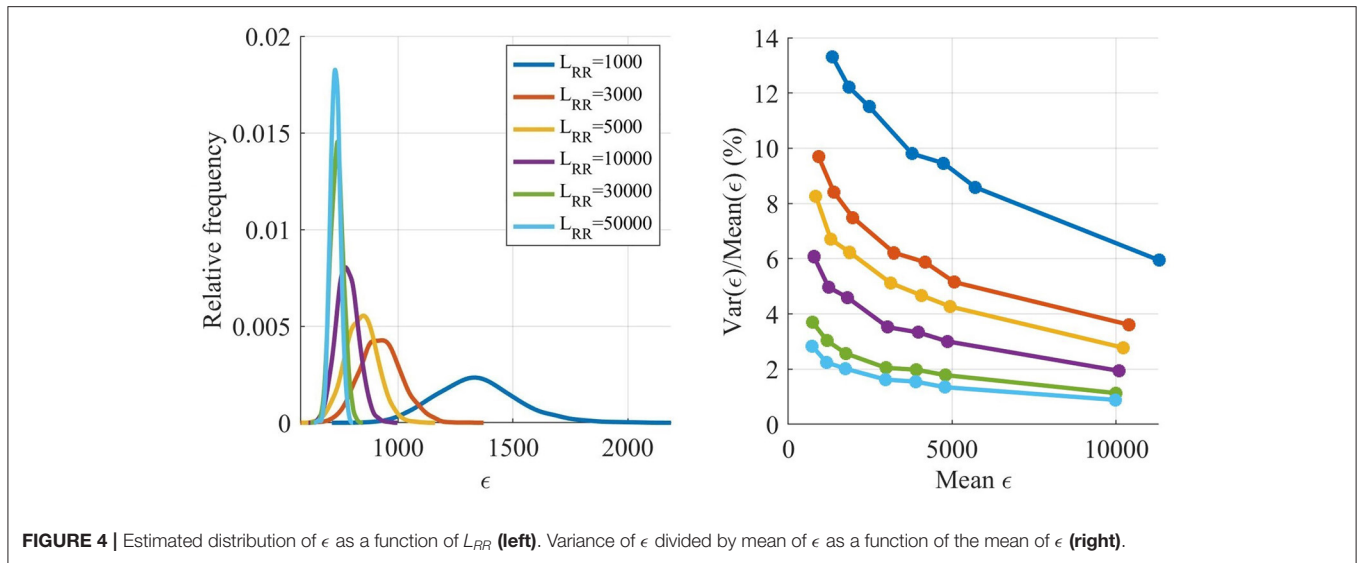 0.02
0.015
0.01
0.005
0
Relative frequency
1000
1500
2000
ϵ
L_RR=1000
L_RR=3000
L_RR=5000
L_RR=10000
L_RR=30000
L_RR=50000
14
12
10
8
6
4
2
0
Var(ϵ)/Mean(ϵ) (%)
0
5000
10000
Mean ϵ
FIGURE 4 | Estimated distribution of ϵ as a function of L_RR (left). Variance of ϵ divided by mean of ϵ as a function of the mean of ϵ (right).